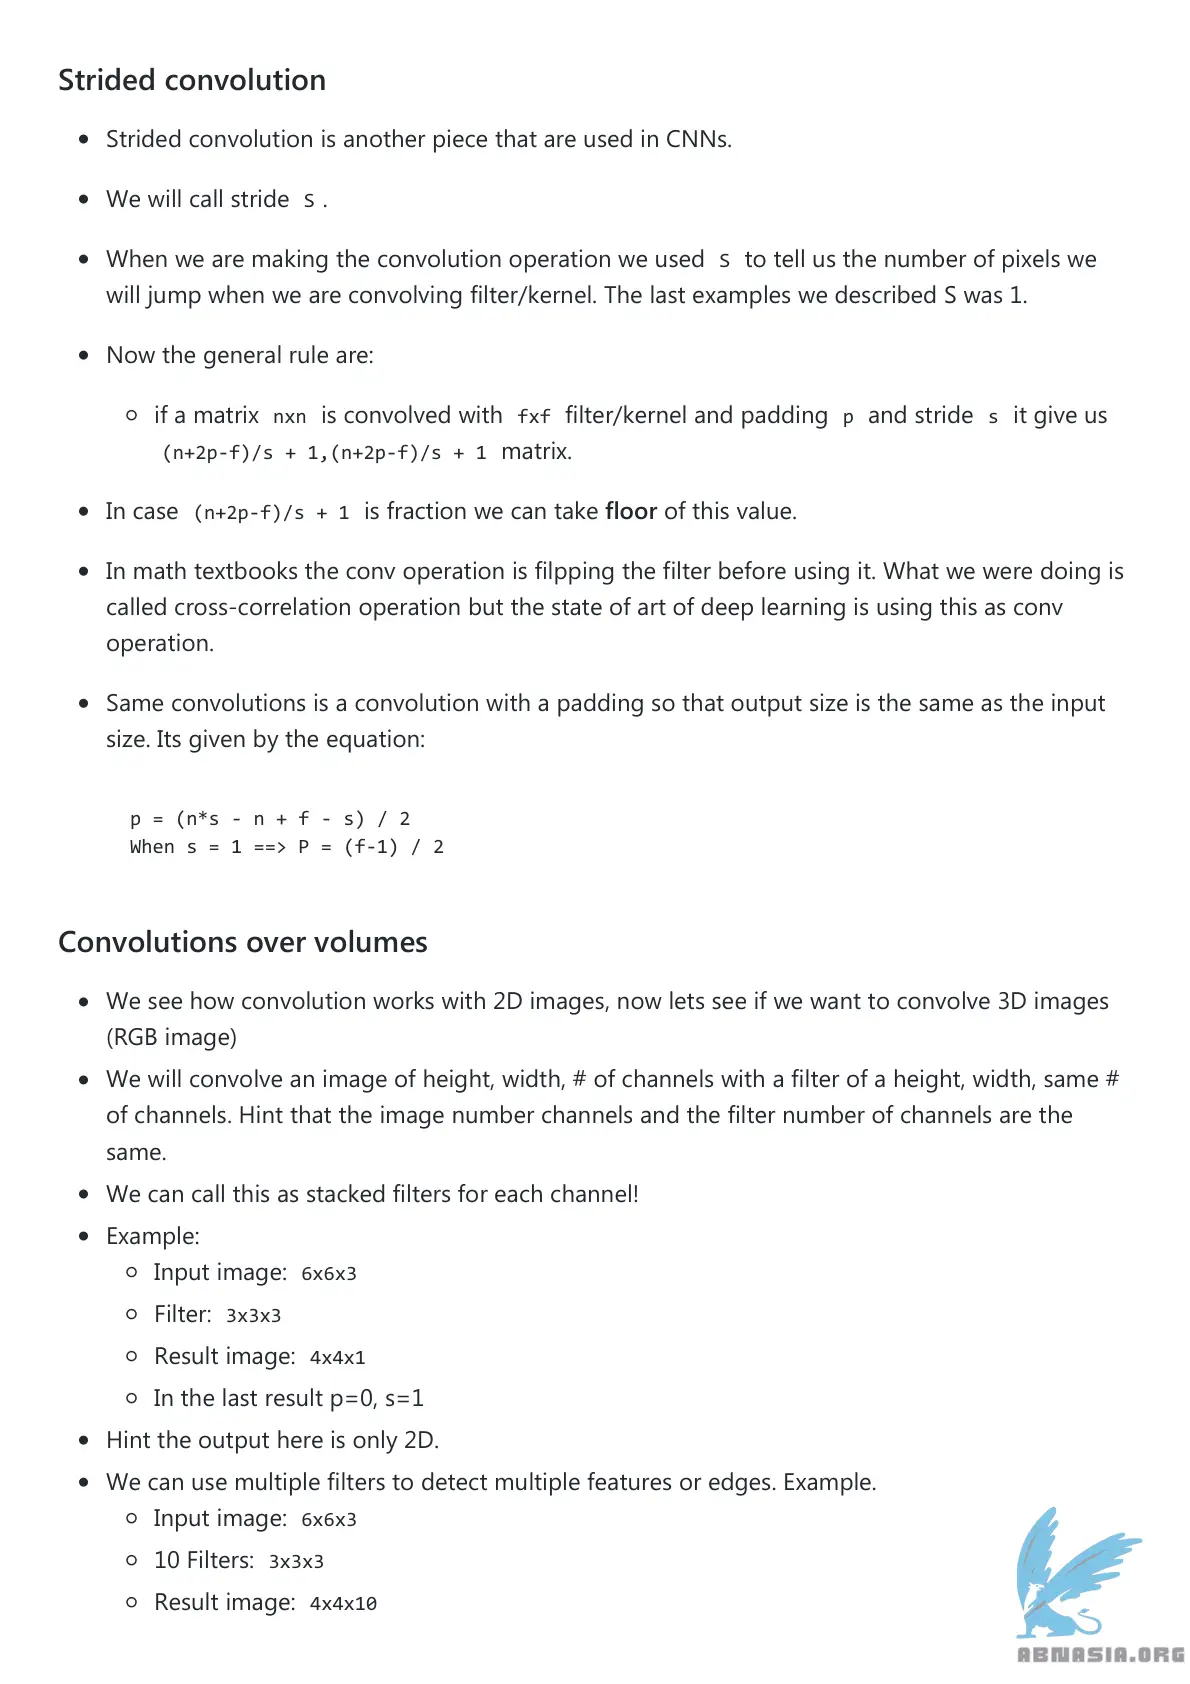 Strided convolution
• Strided convolution is another piece that are used in CNNs.
• We will call stride S .
• When we are making the convolution operation we used S to tell us the number of pixels we
will jump when we are convolving filter/kernel. The last examples we described S was 1.
• Now the general rule are:
○ if a matrix nxn is convolved with fxf filter/kernel and padding p and stride s it give us
(n+2p-f)/s + 1,(n+2p-f)/s + 1 matrix.
• In case (n+2p-f)/s + 1 is fraction we can take floor of this value.
• In math textbooks the conv operation is filpping the filter before using it. What we were doing is
called cross-correlation operation but the state of art of deep learning is using this as conv
operation.
• Same convolutions is a convolution with a padding so that output size is the same as the input
size. Its given by the equation:
p = (n*s - n + f - s) / 2
When s = 1 ==> P = (f-1) / 2
Convolutions over volumes
• We see how convolution works with 2D images, now lets see if we want to convolve 3D images
(RGB image)
• We will convolve an image of height, width, # of channels with a filter of a height, width, same #
of channels. Hint that the image number channels and the filter number of channels are the
same.
• We can call this as stacked filters for each channel!
• Example:
○ Input image: 6x6x3
○ Filter: 3x3x3
○ Result image: 4x4x1
○ In the last result p=0, s=1
• Hint the output here is only 2D.
• We can use multiple filters to detect multiple features or edges. Example.
○ Input image: 6x6x3
○ 10 Filters: 3x3x3
○ Result image: 4x4x10
ABNASIA.ORG